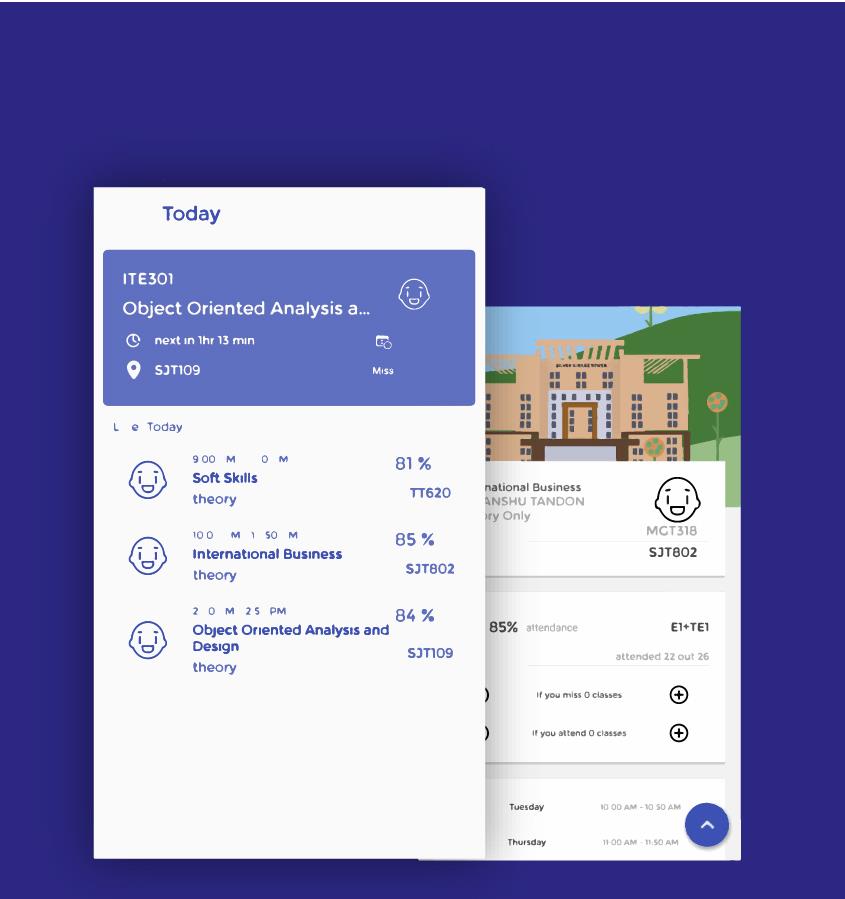 Today
ITE301
Object Oriented Analysis a...
next in 1hr 13 min
SJT109
Miss
L e Today
9 00 M 0 M
Soft Skills
theory
81 %
TT620
1 00 M 1 50 M
International Business
theory
85 %
SJT802
2 0 M 2 25 PM
Object Oriented Analysis and
Design
theory
84 %
SJT109
national Business
ANSHU TANDON
ory Only
MGT318
SJT802
85% attendance E1+TE1
attended 22 out 26
If you miss 0 classes
If you attend 0 classes
Tuesday 10:00 AM - 10:50 AM
Thursday 11:00 AM - 11:50 AM